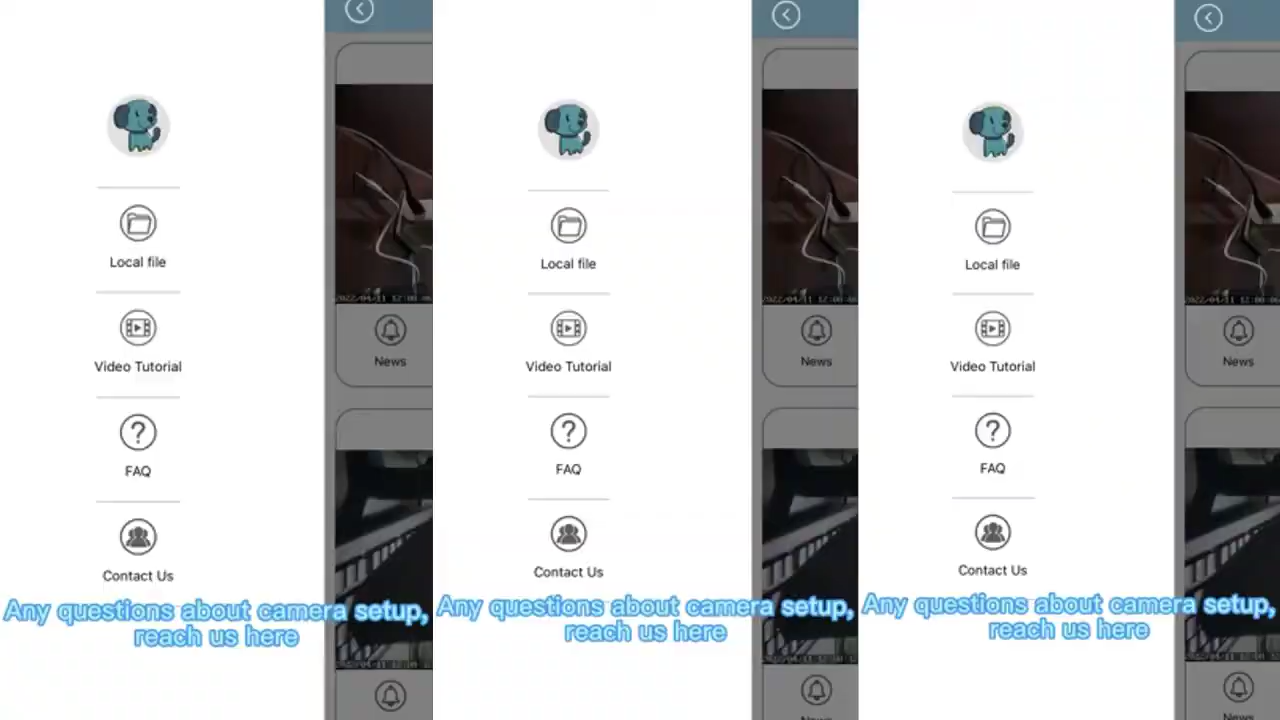 Local file
Video Tutorial
FAQ
Contact Us
Any questions about camera setup,
reach us here
News
Local file
Video Tutorial
FAQ
Contact Us
Any questions about camera setup,
reach us here
News
News
Local file
Video Tutorial
FAQ
Contact Us
Any questions about camera setup,
reach us here
News
News